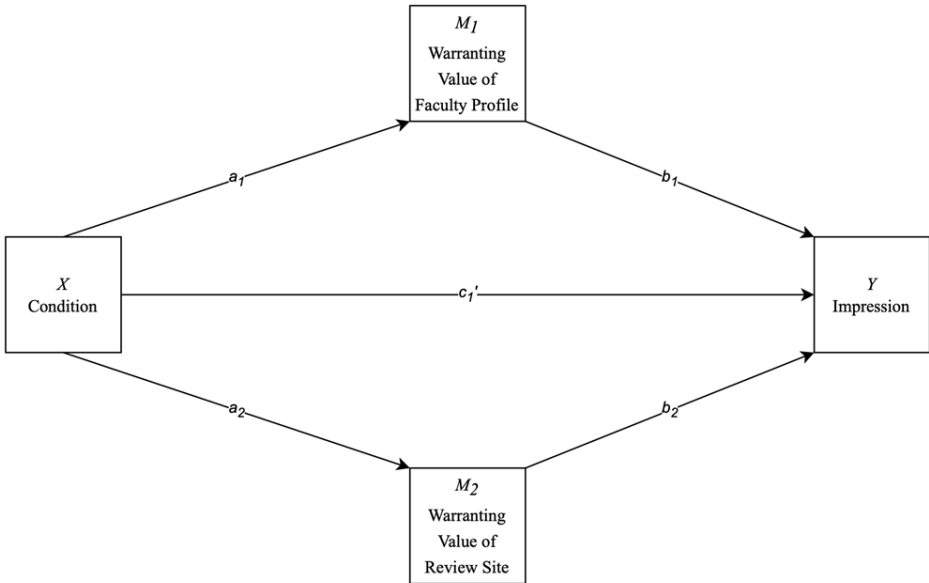 M1
Warranting
Value of
Faculty Profile
a1
b1
X
Condition
c1'
Y
Impression
a2
b2
M2
Warranting
Value of
Review Site